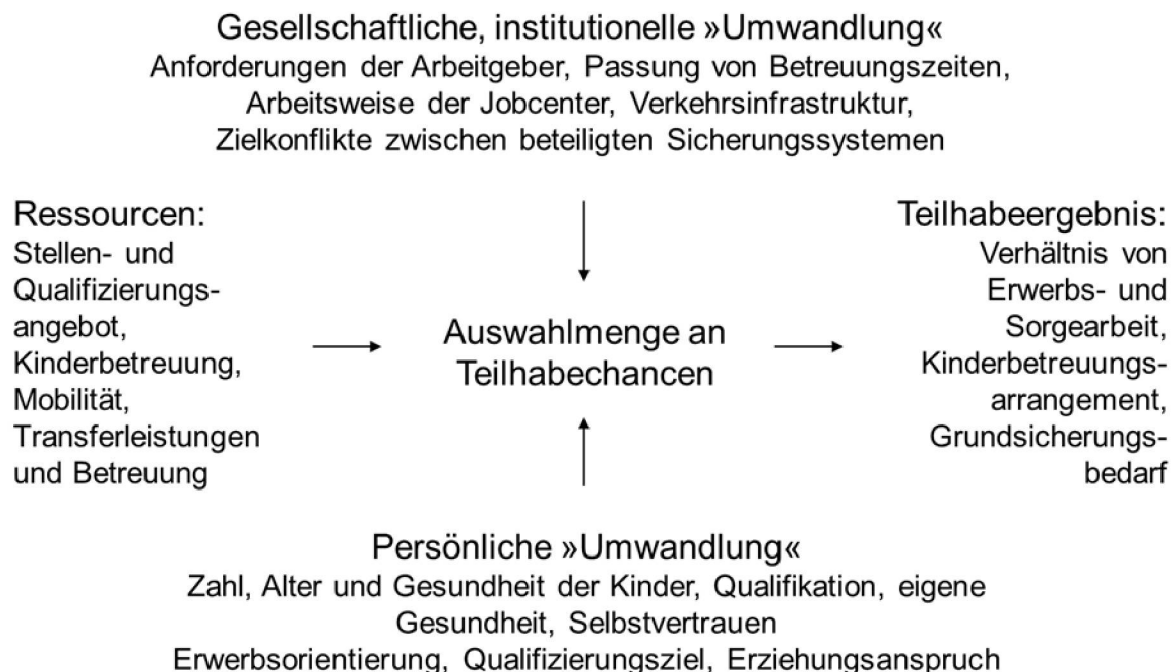 Gesellschaftliche, institutionelle »Umwandlung«
Anforderungen der Arbeitgeber, Passung von Betreuungszeiten,
Arbeitsweise der Jobcenter, Verkehrsinfrastruktur,
Zielkonflikte zwischen beteiligten Sicherungssystemen
Ressourcen:
Stellen- und
Qualifizierungs-
angebot,
Kinderbetreuung,
Mobilität,
Transferleistungen
und Betreuung
Auswahlmenge an
Teilhabechancen
Teilhabeergebnis:
Verhältnis von
Erwerbs- und
Sorgearbeit,
Kinderbetreuungs-
arrangement,
Grundsicherungs-
bedarf
Persönliche »Umwandlung«
Zahl, Alter und Gesundheit der Kinder, Qualifikation, eigene
Gesundheit, Selbstvertrauen
Erwerbsorientierung, Qualifizierungsziel, Erziehungsanspruch